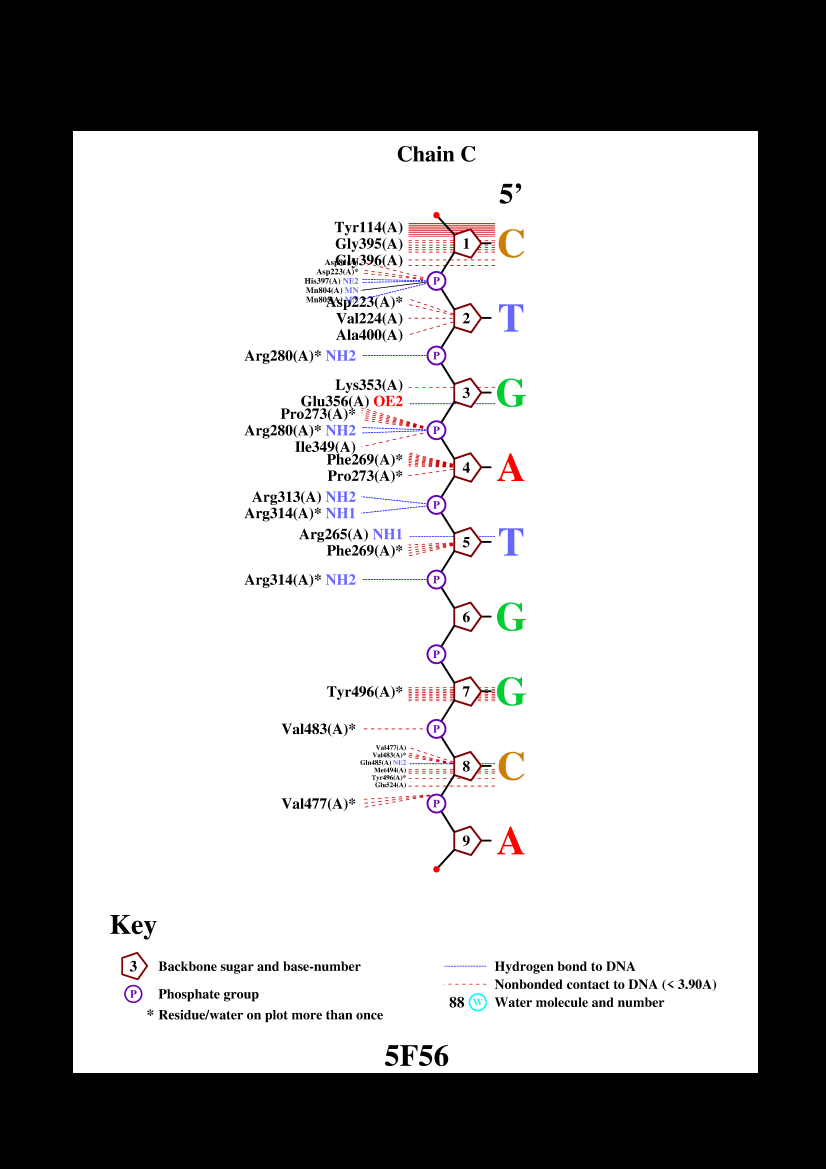 Chain C
5’
Tyr114(A)
Gly395(A)
1 C
Gly396(A)
Asp223(A)*
His397(A) NE2
P
Mn804(A) MN
Asp223(A)*
Val224(A)
2 T
Ala400(A)
Arg280(A)* NH2
P
Lys353(A)
3 G
Glu356(A) OE2
Pro273(A)*
Arg280(A)* NH2
P
Ile349(A)
Phe269(A)*
4 A
Pro273(A)*
Arg313(A) NH2
P
Arg314(A)* NH1
Arg265(A) NH1
5 T
Phe269(A)*
Arg314(A)* NH2
P
6 G
P
Tyr496(A)*
7 G
Val483(A)*
P
Val477(A)
Val483(A)*
Gln485(A) NE2
8 C
Met494(A)
Tyr496(A)*
Glu524(A)
Val477(A)*
P
9 A
Key
3 Backbone sugar and base-number
P Phosphate group
* Residue/water on plot more than once
Hydrogen bond to DNA
Nonbonded contact to DNA (< 3.90A)
88 W Water molecule and number
5F56